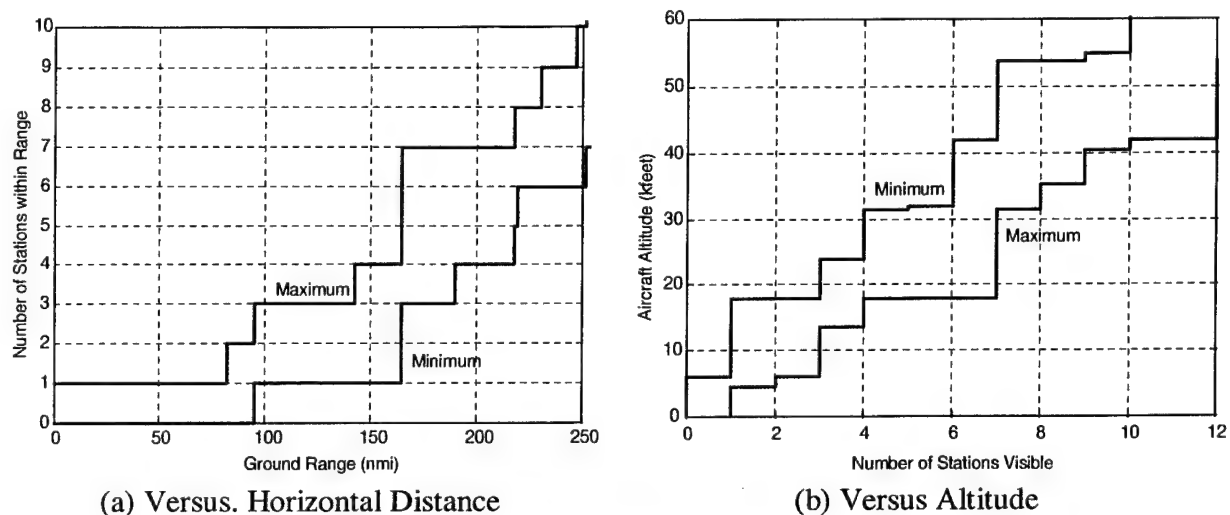 Number of Stations within Range
10
9
8
7
6
5
4
3
2
1
0
Maximum
Minimum
0 50 100 150 200 250
Ground Range (nmi)
(a) Versus. Horizontal Distance
Aircraft Altitude (kfeet)
60
50
40
30
20
10
0
Minimum
Maximum
0 2 4 6 8 10 12
Number of Stations Visible
(b) Versus Altitude